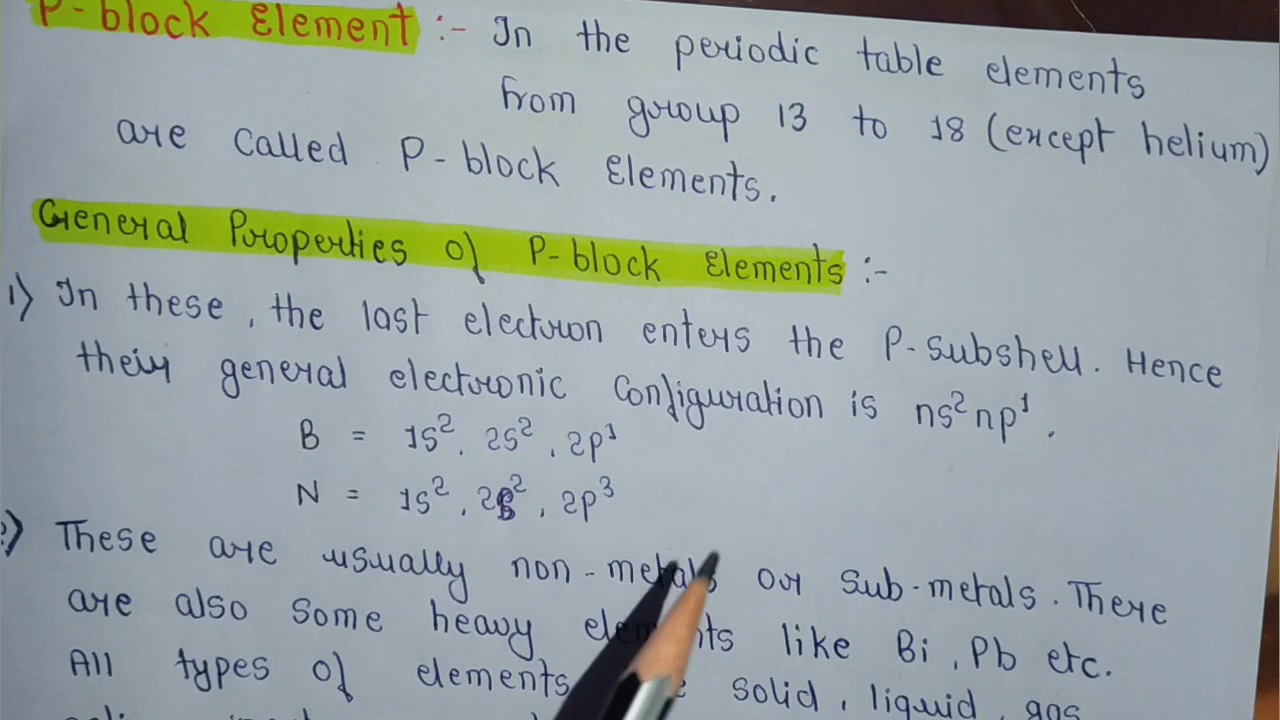 P-block Element :- In the periodic table elements
from group 13 to 18 (except helium)
are called P-block Elements.
General Properties of P-block Elements :-
1) In these, the last electron enters the P-subshell. Hence
their general electronic configuration is ns² np¹.
B = 1s², 2s², 2p¹
N = 1s², 2s², 2p³
2) These are usually non-metals or sub-metals. There
are also some heavy elements like Bi, Pb etc.
All types of elements solid, liquid, gas